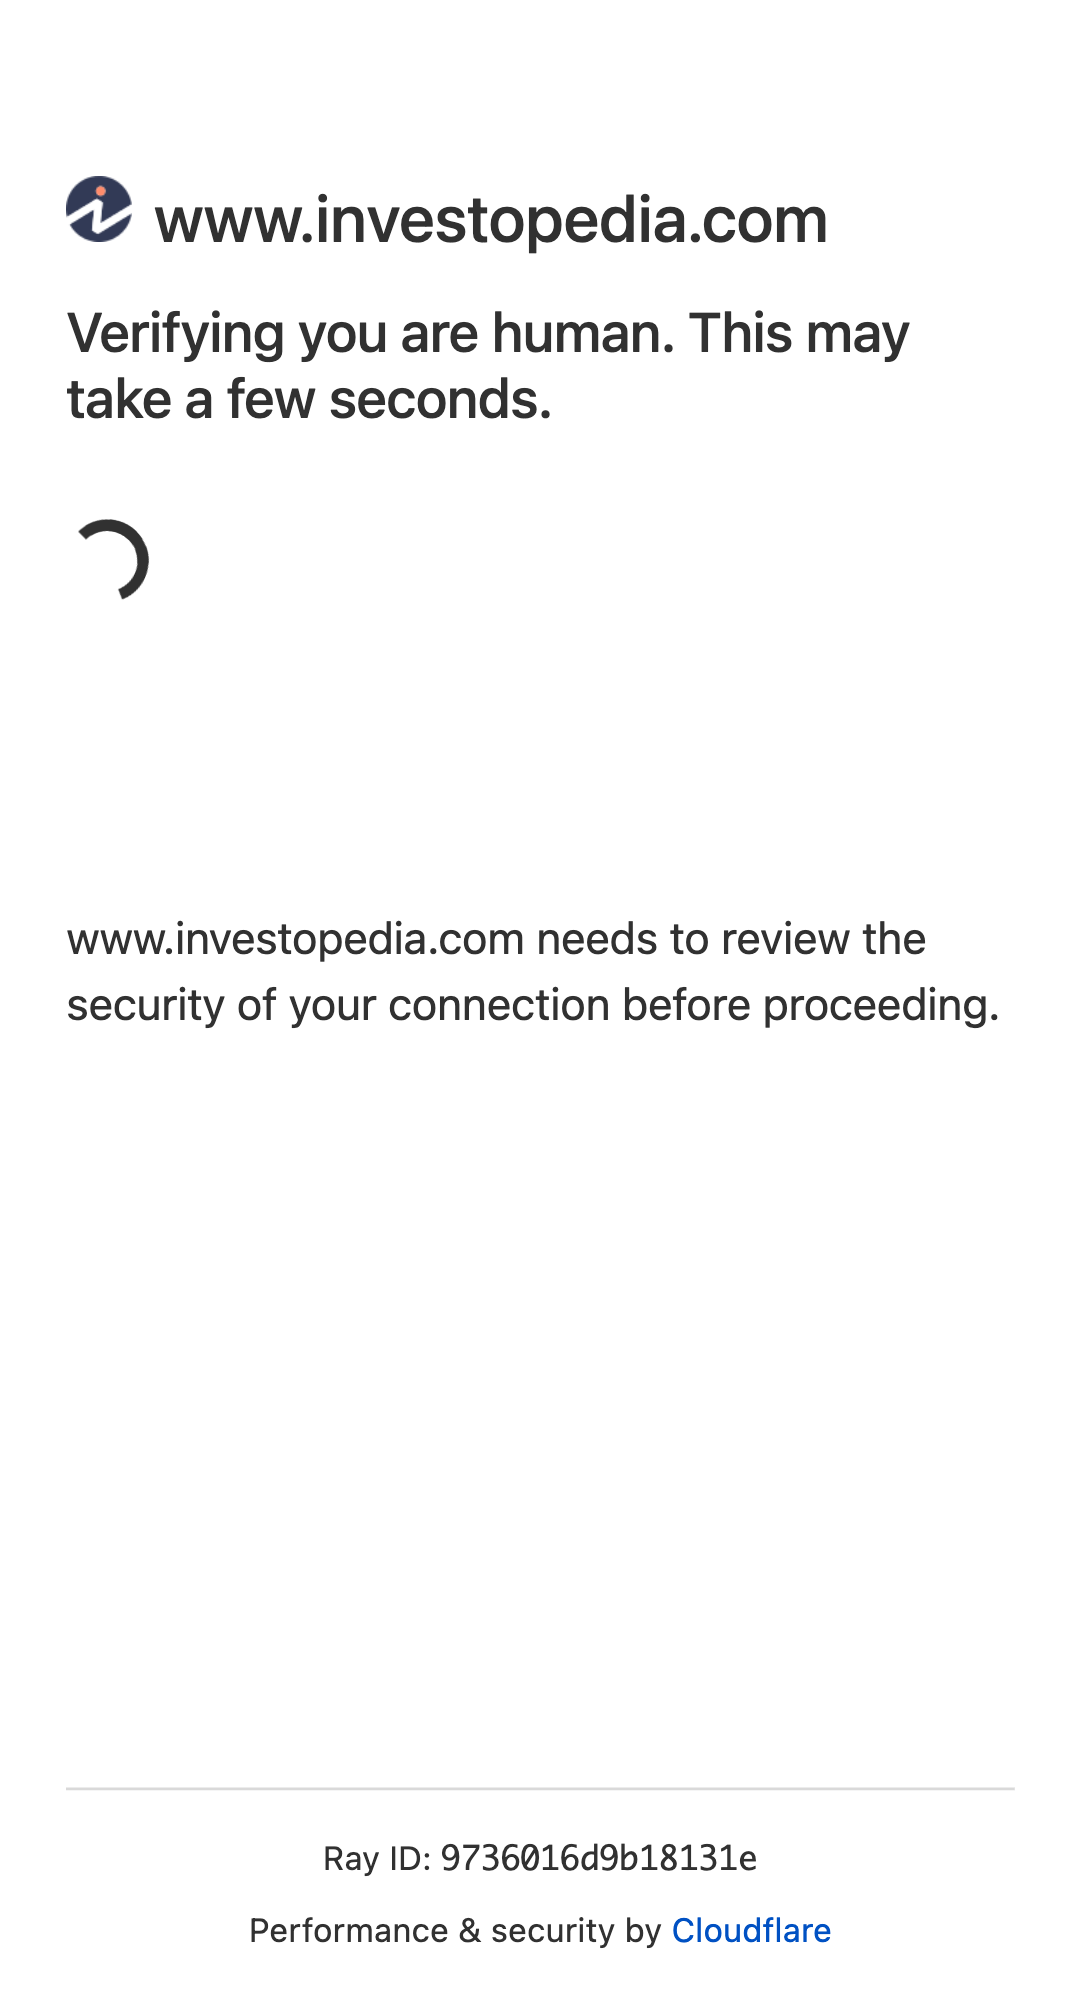 www.investopedia.com
Verifying you are human. This may
take a few seconds.
www.investopedia.com needs to review the
security of your connection before proceeding.
Ray ID: 9736016d9b18131e
Performance & security by Cloudflare